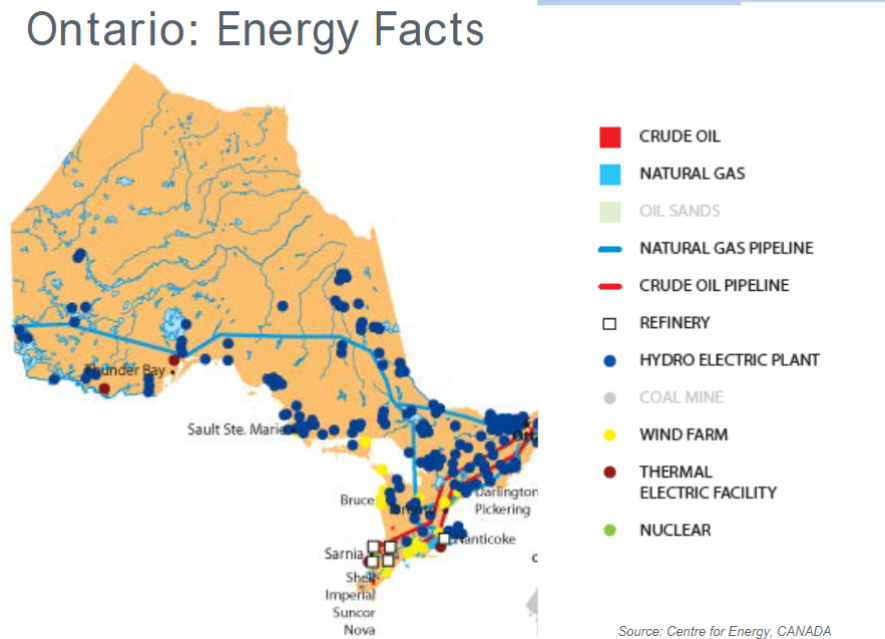 Ontario: Energy Facts
CRUDE OIL
NATURAL GAS
OIL SANDS
NATURAL GAS PIPELINE
CRUDE OIL PIPELINE
REFINERY
HYDRO ELECTRIC PLANT
COAL MINE
WIND FARM
THERMAL
ELECTRIC FACILITY
NUCLEAR
Thunder Bay
Sault Ste. Marie
Bruce
Darlington
Pickering
Nanticoke
Sarnia
Shell
Imperial
Suncor
Nova
Source: Centre for Energy, CANADA